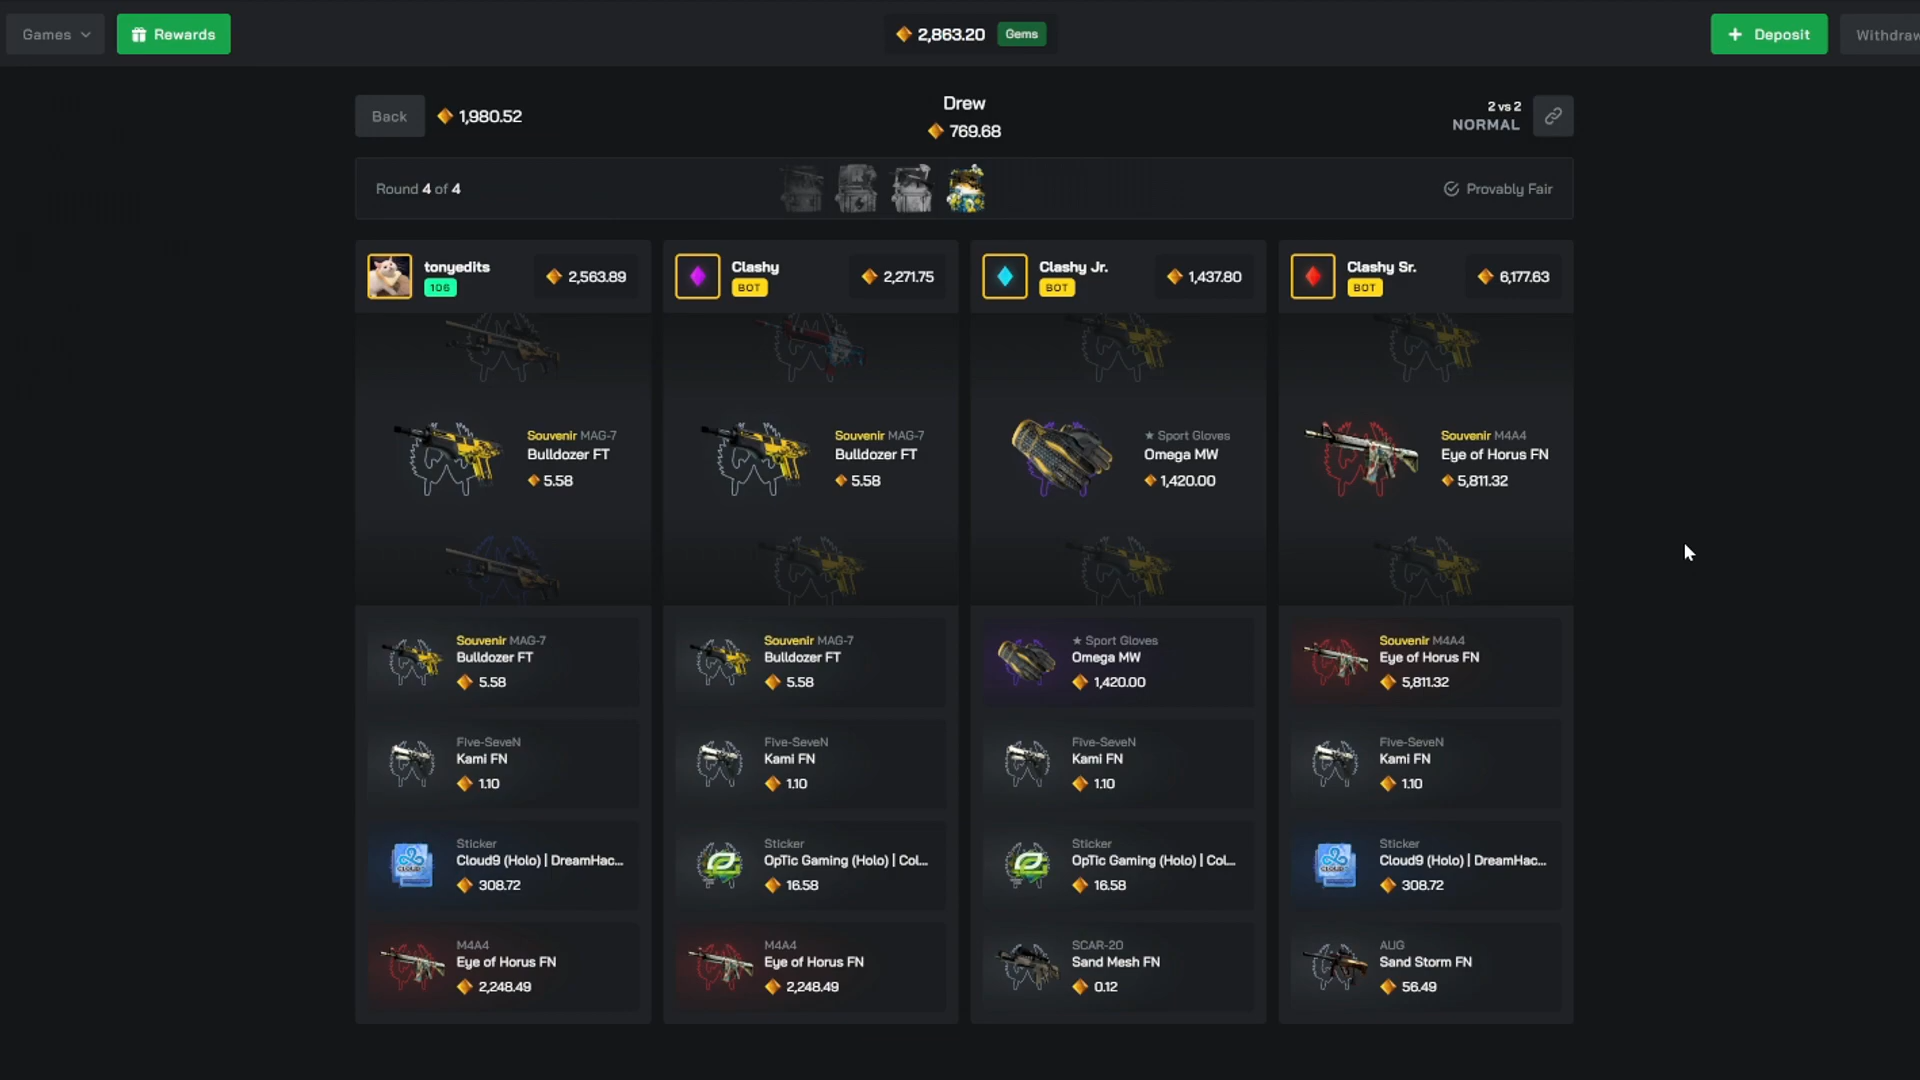 Games
Rewards
2,863.20 Gems
Deposit
Withdraw
Back
1,980.52
Drew
769.68
2 vs 2
NORMAL
Round 4 of 4
Provably Fair
tonyedits
106
2,563.89
Clashy
BOT
2,271.75
Clashy Jr.
BOT
1,437.80
Clashy Sr.
BOT
6,177.63
Souvenir MAG-7
Bulldozer FT
5.58
Souvenir MAG-7
Bulldozer FT
5.58
★ Sport Gloves
Omega MW
1,420.00
Souvenir M4A4
Eye of Horus FN
5,811.32
Souvenir MAG-7
Bulldozer FT
5.58
Souvenir MAG-7
Bulldozer FT
5.58
★ Sport Gloves
Omega MW
1,420.00
Souvenir M4A4
Eye of Horus FN
5,811.32
Five-SeveN
Kami FN
1.10
Five-SeveN
Kami FN
1.10
Five-SeveN
Kami FN
1.10
Five-SeveN
Kami FN
1.10
Sticker
Cloud9 (Holo) | DreamHac...
308.72
Sticker
OpTic Gaming (Holo) | Col...
16.58
Sticker
OpTic Gaming (Holo) | Col...
16.58
Sticker
Cloud9 (Holo) | DreamHac...
308.72
M4A4
Eye of Horus FN
2,248.49
M4A4
Eye of Horus FN
2,248.49
SCAR-20
Sand Mesh FN
0.12
AUG
Sand Storm FN
56.49